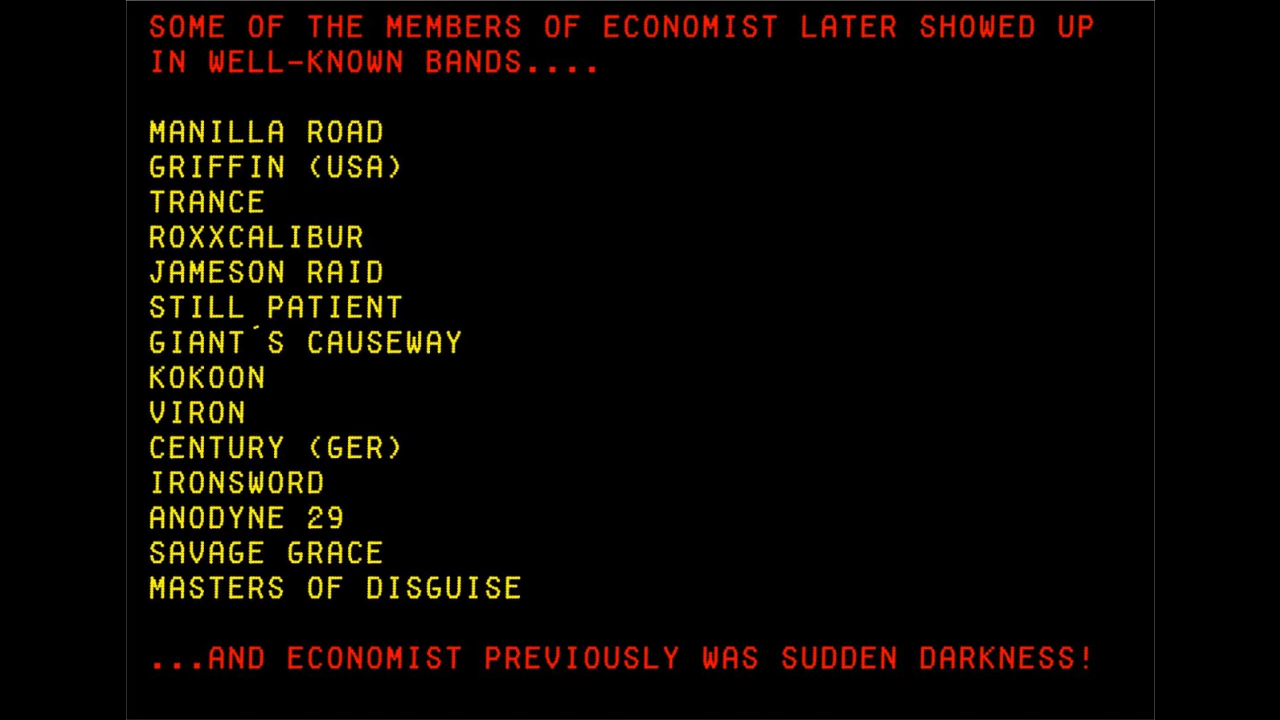 SOME OF THE MEMBERS OF ECONOMIST LATER SHOWED UP
IN WELL-KNOWN BANDS....
MANILLA ROAD
GRIFFIN (USA)
TRANCE
ROXXCALIBUR
JAMESON RAID
STILL PATIENT
GIANT´S CAUSEWAY
KOKOON
VIRON
CENTURY (GER)
IRONSWORD
ANODYNE 29
SAVAGE GRACE
MASTERS OF DISGUISE
...AND ECONOMIST PREVIOUSLY WAS SUDDEN DARKNESS!